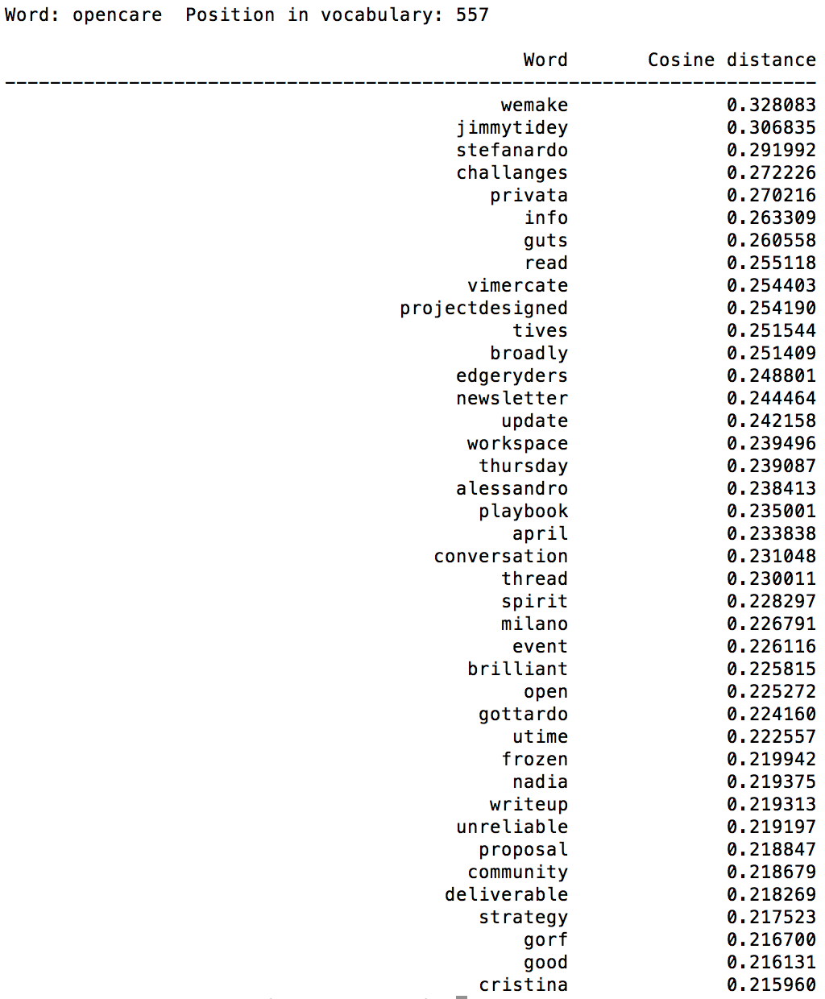 Word: opencare  Position in vocabulary: 557
Word Cosine distance
------------------------------------------------------------------------
wemake 0.328083
jimmytidey 0.306835
stefanardo 0.291992
challanges 0.272226
privata 0.270216
info 0.263309
guts 0.260558
read 0.255118
vimercate 0.254403
projectdesigned 0.254190
tives 0.251544
broadly 0.251409
edgeryders 0.248801
newsletter 0.244464
update 0.242158
workspace 0.239496
thursday 0.239087
alessandro 0.238413
playbook 0.235001
april 0.233838
conversation 0.231048
thread 0.230011
spirit 0.228297
milano 0.226791
event 0.226116
brilliant 0.225815
open 0.225272
gottardo 0.224160
utime 0.222557
frozen 0.219942
nadia 0.219375
writeup 0.219313
unreliable 0.219197
proposal 0.218847
community 0.218679
deliverable 0.218269
strategy 0.217523
gorf 0.216700
good 0.216131
cristina 0.215960